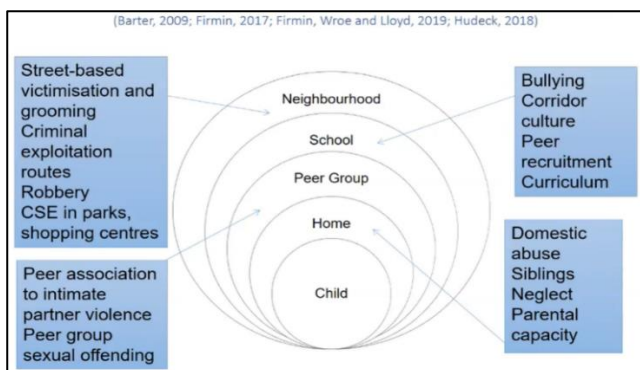 (Barter, 2009; Firmin, 2017; Firmin, Wroe and Lloyd, 2019; Hudeck, 2018)
Street-based
victimisation and
grooming
Criminal
exploitation
routes
Robbery
CSE in parks,
shopping centres
Peer association
to intimate
partner violence
Peer group
sexual offending
Neighbourhood
School
Peer Group
Home
Child
Bullying
Corridor
culture
Peer
recruitment
Curriculum
Domestic
abuse
Siblings
Neglect
Parental
capacity